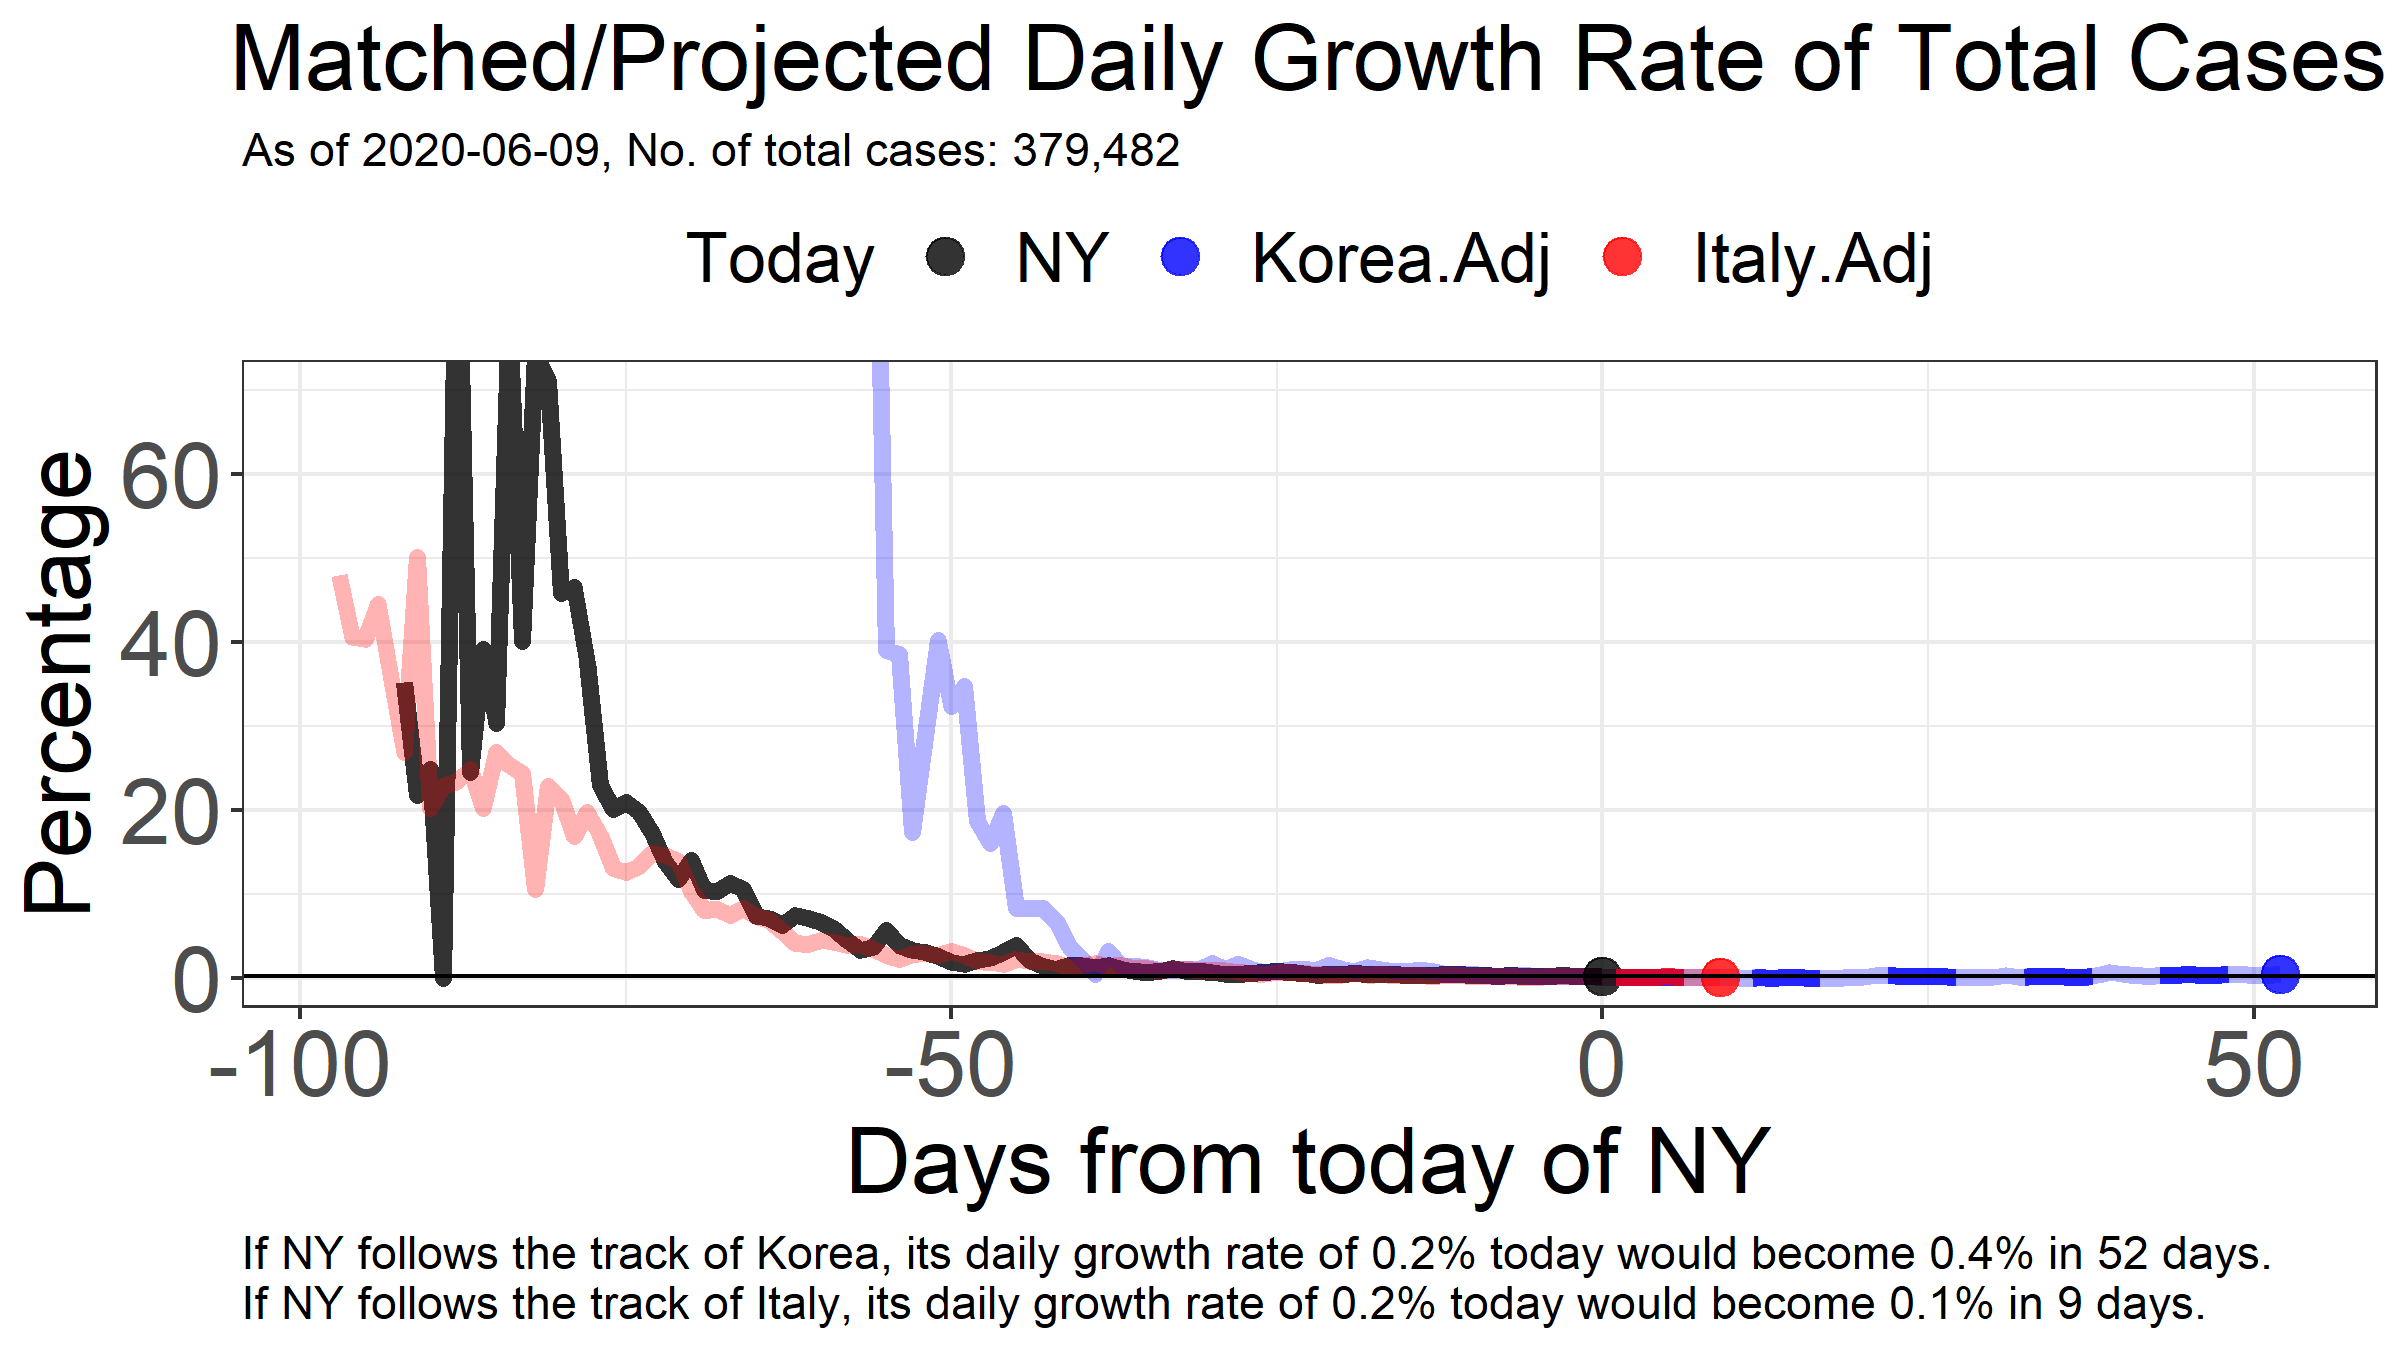 Matched/Projected Daily Growth Rate of Total Cases
As of 2020-06-09, No. of total cases: 379,482
Today NY Korea.Adj Italy.Adj
Percentage
60
40
20
0
-100 -50 0 50
Days from today of NY
If NY follows the track of Korea, its daily growth rate of 0.2% today would become 0.4% in 52 days.
If NY follows the track of Italy, its daily growth rate of 0.2% today would become 0.1% in 9 days.